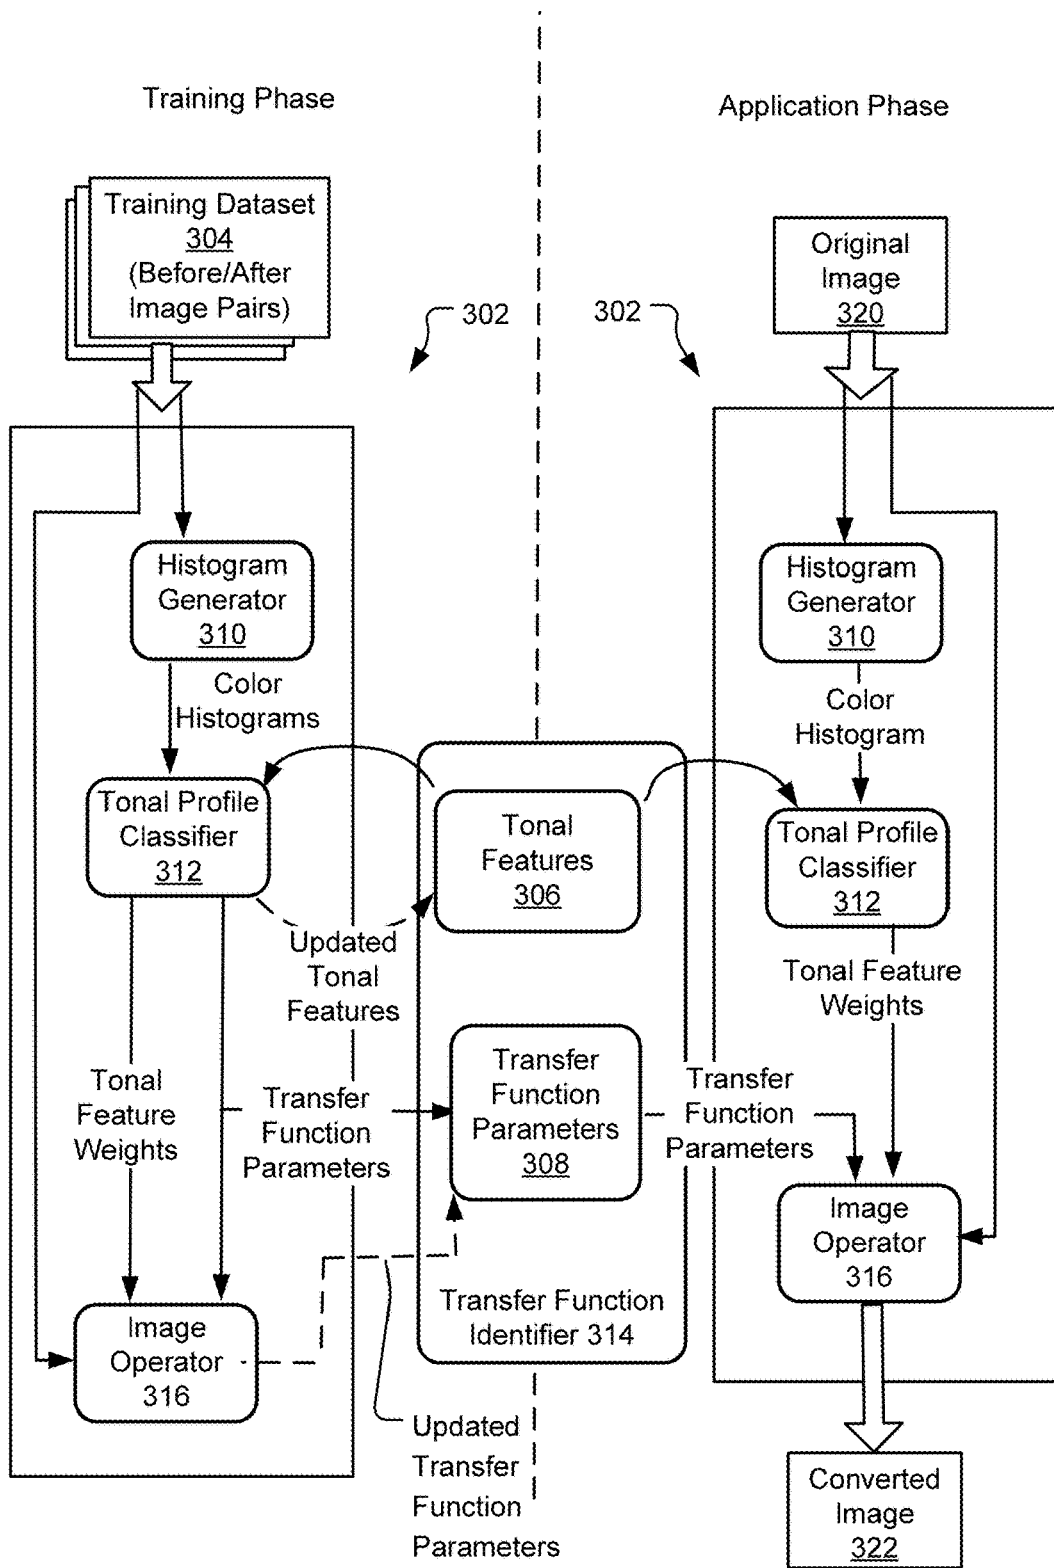 Training Phase
Application Phase
Training Dataset
304
(Before/After
Image Pairs)
302
302
Original
Image
320
Histogram
Generator
310
Color
Histograms
Tonal Profile
Classifier
312
Updated
Tonal
Features
Tonal
Feature
Weights
Transfer
Function
Parameters
Image
Operator
316
Tonal
Features
306
Transfer
Function
Parameters
308
Transfer Function
Identifier 314
Updated
Transfer
Function
Parameters
Histogram
Generator
310
Color
Histogram
Tonal Profile
Classifier
312
Tonal Feature
Weights
Transfer
Function
Parameters
Image
Operator
316
Converted
Image
322